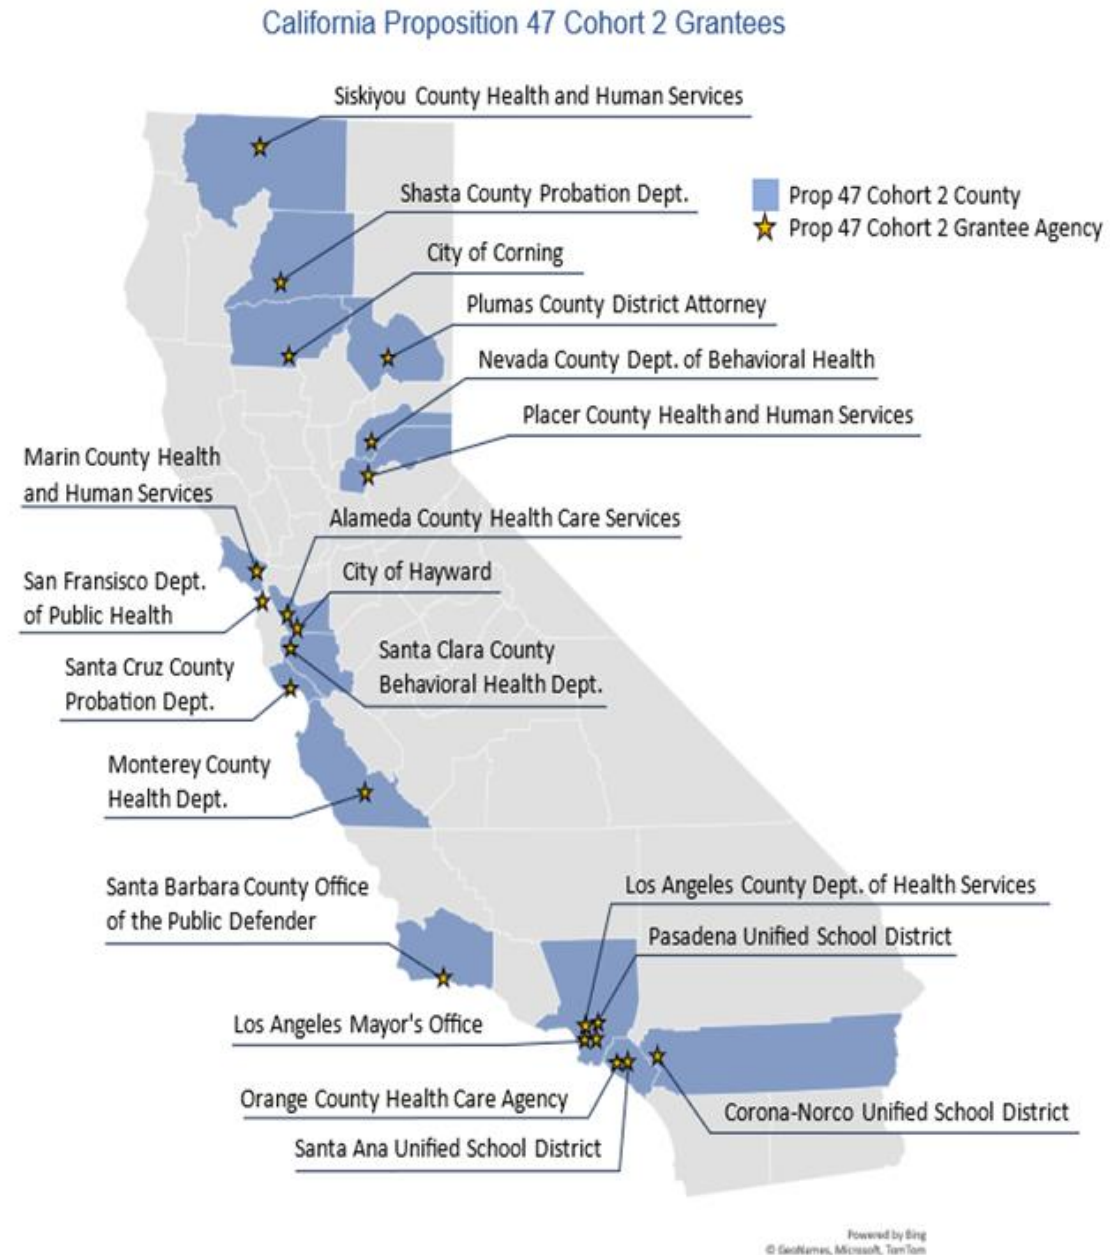 California Proposition 47 Cohort 2 Grantees
Siskiyou County Health and Human Services
Shasta County Probation Dept.
Prop 47 Cohort 2 County
Prop 47 Cohort 2 Grantee Agency
City of Corning
Plumas County District Attorney
Nevada County Dept. of Behavioral Health
Placer County Health and Human Services
Marin County Health
and Human Services
Alameda County Health Care Services
City of Hayward
San Fransisco Dept.
of Public Health
Santa Clara County
Behavioral Health Dept.
Santa Cruz County
Probation Dept.
Monterey County
Health Dept.
Santa Barbara County Office
of the Public Defender
Los Angeles County Dept. of Health Services
Pasadena Unified School District
Los Angeles Mayor's Office
Orange County Health Care Agency
Corona-Norco Unified School District
Santa Ana Unified School District
Powered by Bing
© GeoNames, Microsoft, TomTom